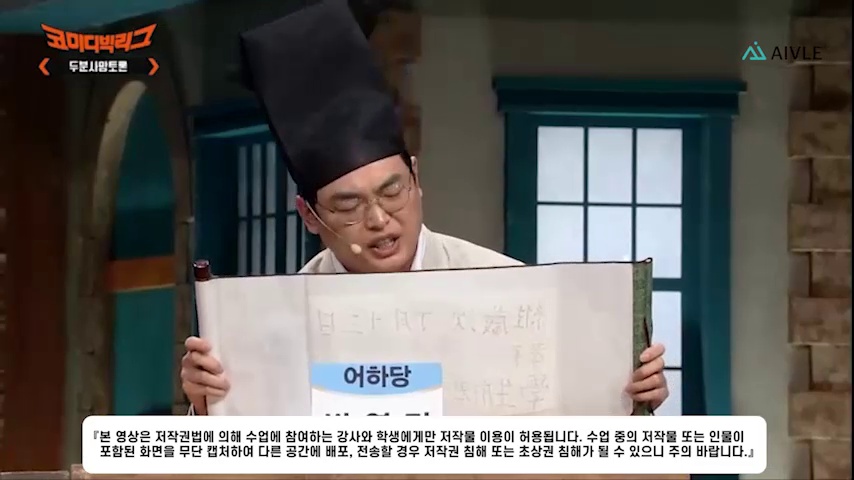 코미디빅리그
두분사망토론
AIVLE
어하당
『본 영상은 저작권법에 의해 수업에 참여하는 강사와 학생에게만 저작물 이용이 허용됩니다. 수업 중의 저작물 또는 인물이
포함된 화면을 무단 캡처하여 다른 공간에 배포, 전송할 경우 저작권 침해 또는 초상권 침해가 될 수 있으니 주의 바랍니다.』